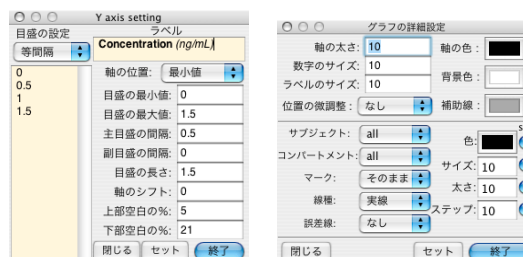 Y axis setting
目盛の設定
ラベル
等間隔
Concentration (ng/mL)
0
0.5
1
1.5
軸の位置: 最小値
目盛の最小値: 0
目盛の最大値: 1.5
主目盛の間隔: 0.5
副目盛の間隔: 0
目盛の長さ: 1.5
軸のシフト: 0
上部空白の%: 5
下部空白の%: 21
閉じる セット 終了
グラフの詳細設定
軸の太さ: 10 軸の色:
数字のサイズ: 10
ラベルのサイズ: 10 背景色:
位置の微調整: なし 補助線:
サブジェクト: all 色:
コンパートメント: all サイズ: 10
マーク: そのまま 太さ: 10
線種: 実線 ステップ: 10
誤差線: なし
閉じる セット 終了